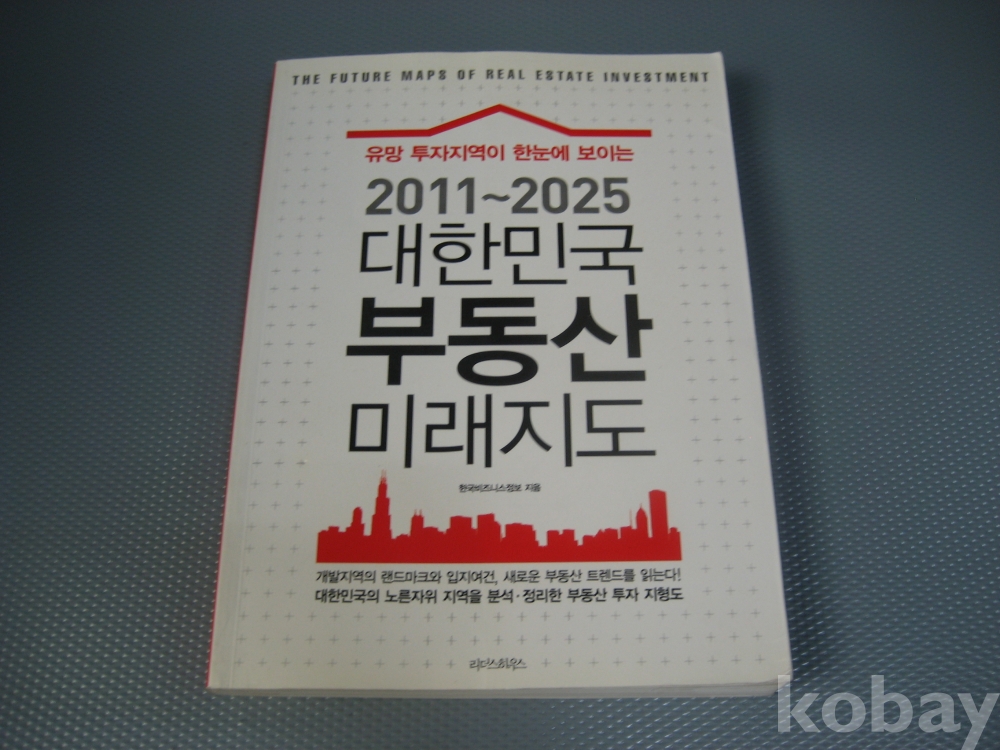 THE FUTURE MAPS OF REAL ESTATE INVESTMENT
유망 투자지역이 한눈에 보이는
2011~2025
대한민국
부동산
미래지도
한국비즈니스정보 지음
개발지역의 랜드마크와 입지여건, 새로운 부동산 트렌드를 읽는다!
대한민국의 노른자위 지역을 분석·정리한 부동산 투자 지형도
리더스하우스
kobay